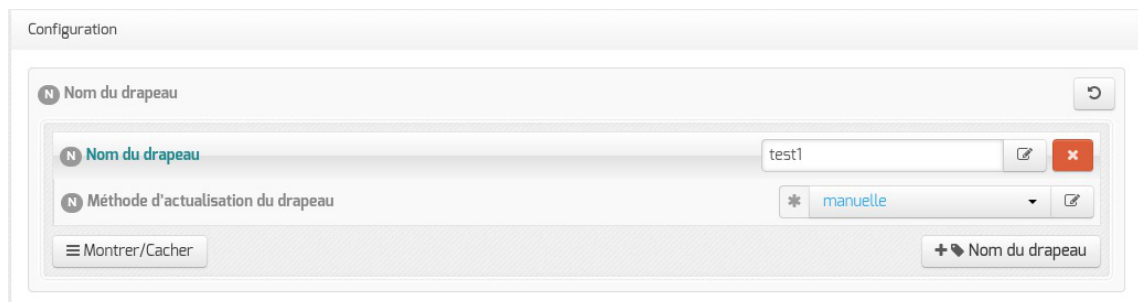 Configuration
N Nom du drapeau
N Nom du drapeau test1
N Méthode d'actualisation du drapeau * manuelle
Montrer/Cacher + Nom du drapeau